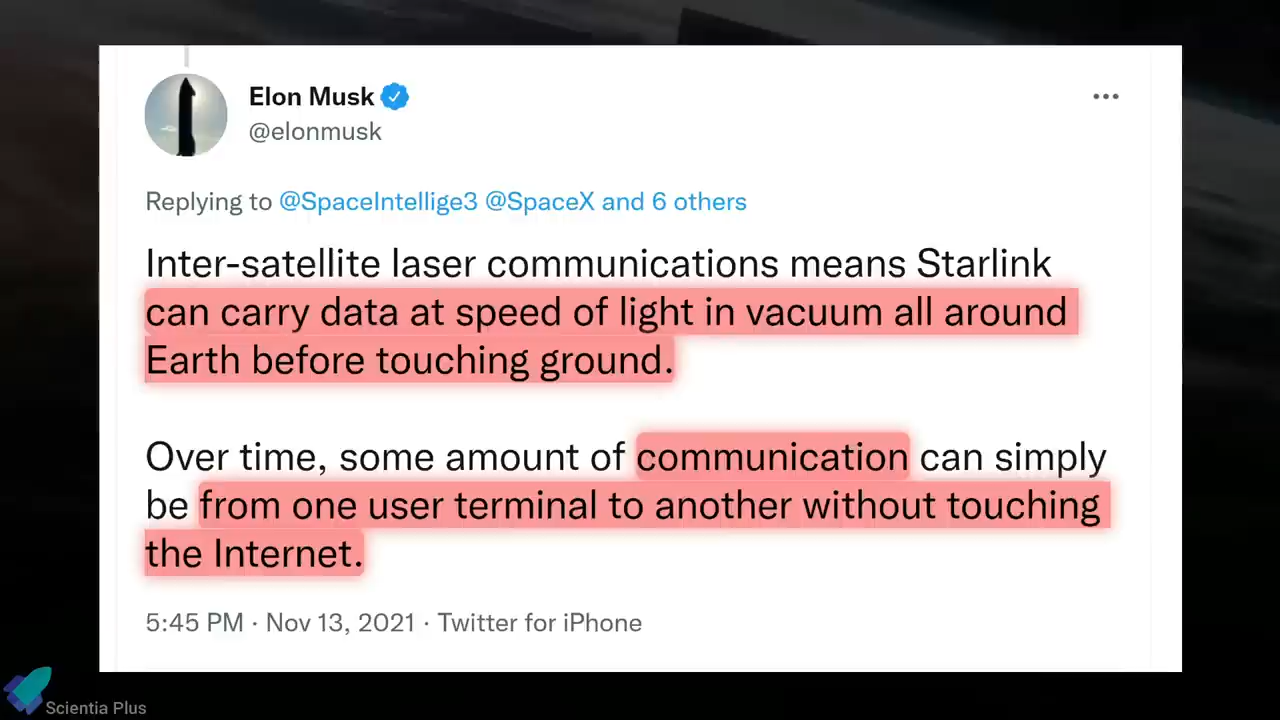 Elon Musk
@elonmusk
Replying to @SpaceIntellige3 @SpaceX and 6 others
Inter-satellite laser communications means Starlink
can carry data at speed of light in vacuum all around
Earth before touching ground.
Over time, some amount of communication can simply
be from one user terminal to another without touching
the Internet.
5:45 PM · Nov 13, 2021 · Twitter for iPhone
Scientia Plus